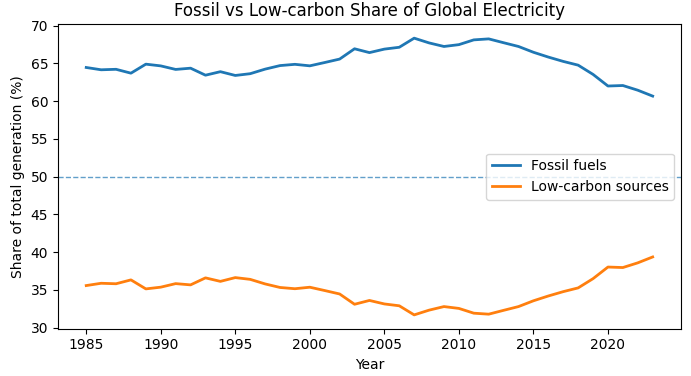 Fossil vs Low-carbon Share of Global Electricity
Share of total generation (%)
70
65
60
55
50
45
40
35
30
Fossil fuels
Low-carbon sources
1985 1990 1995 2000 2005 2010 2015 2020
Year